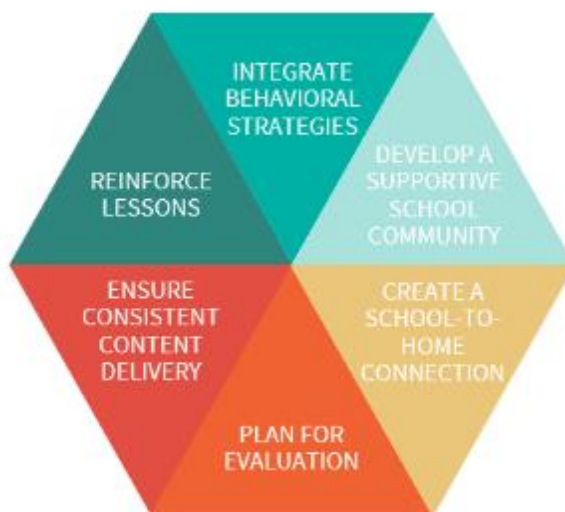 INTEGRATE
BEHAVIORAL
STRATEGIES
DEVELOP A
SUPPORTIVE
SCHOOL
COMMUNITY
REINFORCE
LESSONS
ENSURE
CONSISTENT
CONTENT
DELIVERY
CREATE A
SCHOOL-TO-
HOME
CONNECTION
PLAN FOR
EVALUATION